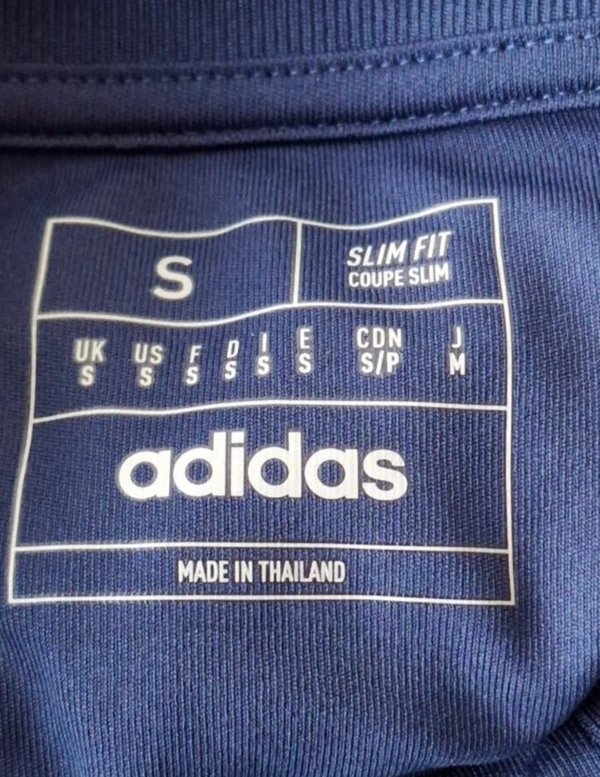 S
SLIM FIT
COUPE SLIM
UK US F D I E CDN J
S S S S S S S/P M
adidas
MADE IN THAILAND